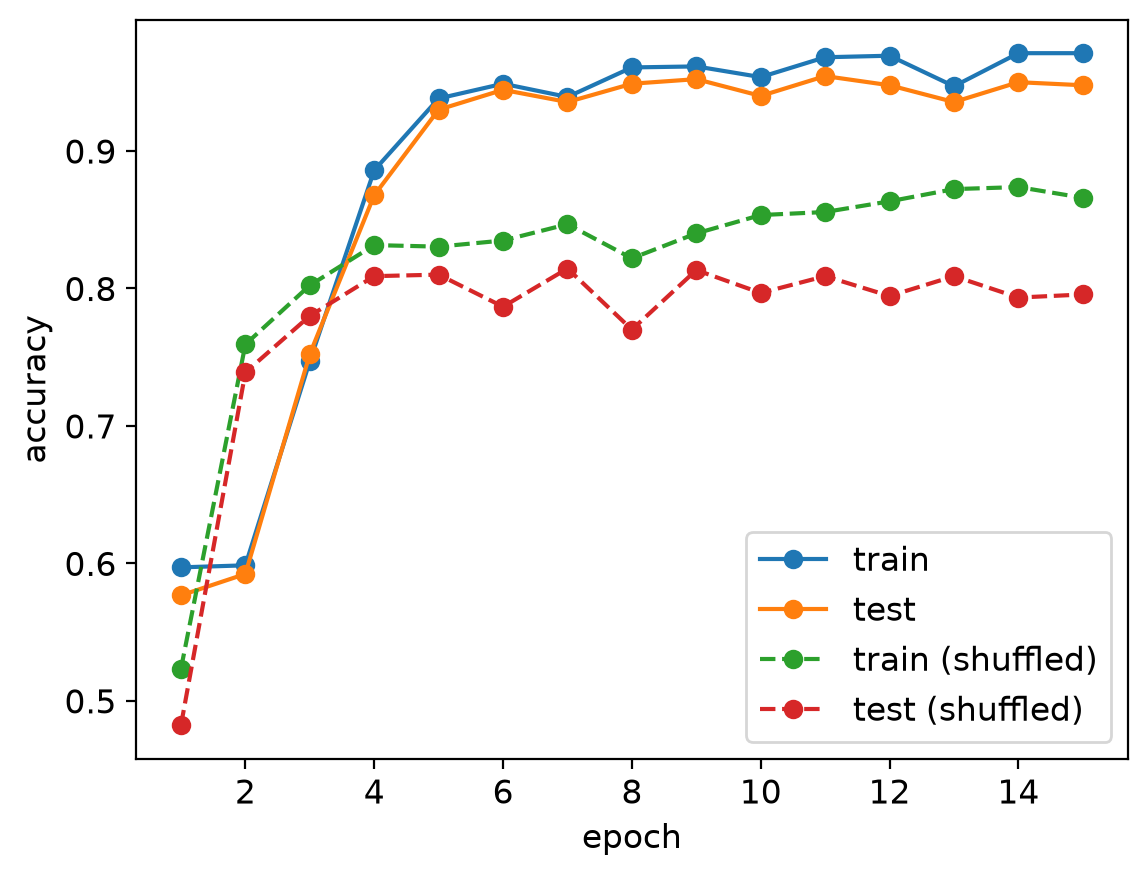 0.9
0.8
0.7
0.6
0.5
accuracy
2 4 6 8 10 12 14
epoch
train
test
train (shuffled)
test (shuffled)